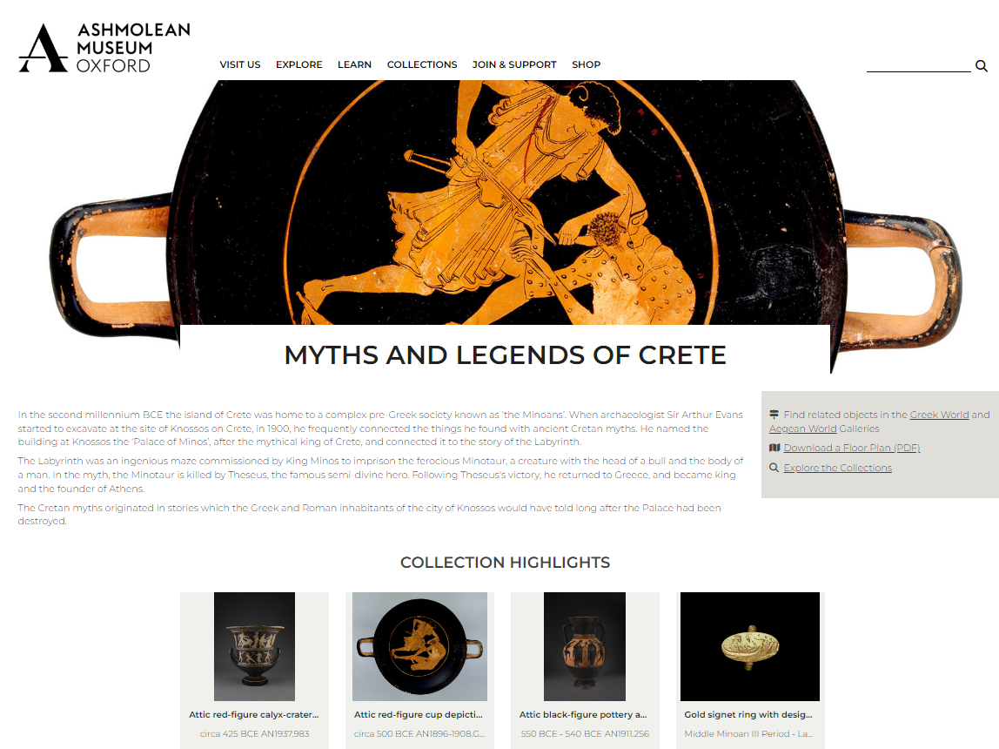 ASHMOLEAN
MUSEUM
OXFORD
VISIT US EXPLORE LEARN COLLECTIONS JOIN & SUPPORT SHOP
MYTHS AND LEGENDS OF CRETE
In the second millennium BCE the island of Crete was home to a complex pre-Greek society known as ‘the Minoans’. When archaeologist Sir Arthur Evans
started to excavate at the site of Knossos on Crete, in 1900, he frequently connected the things he found with ancient Cretan myths. He named the
building at Knossos the ‘Palace of Minos’, after the mythical king of Crete, and connected it to the story of the Labyrinth.
The Labyrinth was an ingenious maze commissioned by King Minos to imprison the ferocious Minotaur, a creature with the head of a bull and the body of
a man. In the myth, the Minotaur is killed by Theseus, the famous semi-divine hero. Following Theseus's victory, he returned to Greece, and became king
and the founder of Athens.
The Cretan myths originated in stories which the Greek and Roman inhabitants of the city of Knossos would have told long after the Palace had been
destroyed.
Find related objects in the Greek World and
Aegean World Galleries
Download a Floor Plan (PDF)
Explore the Collections
COLLECTION HIGHLIGHTS
Attic red-figure calyx-crater...
circa 425 BCE AN1937.983
Attic red-figure cup depicti...
circa 500 BCE AN1896-1908.G...
Attic black-figure pottery a...
550 BCE - 540 BCE AN1911.256
Gold signet ring with desig...
Middle Minoan III Period - La...